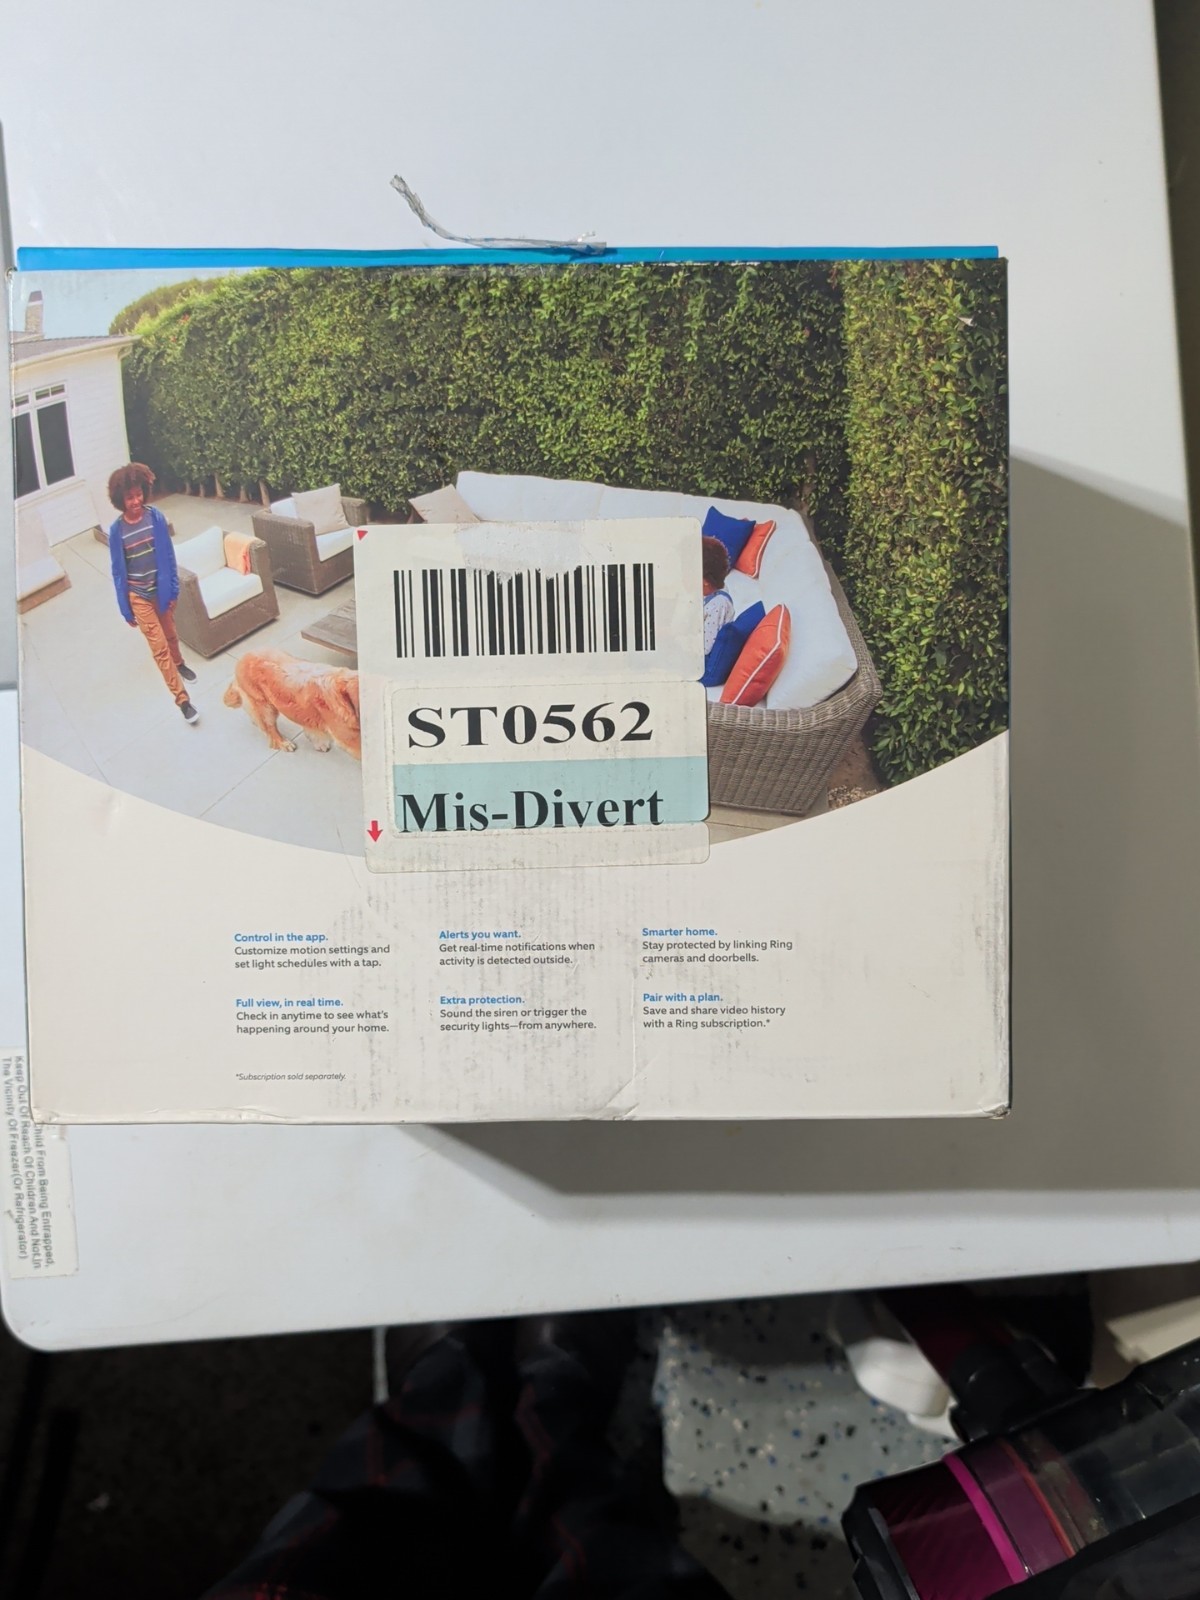 ST0562
Mis-Divert
Control in the app.
Customize motion settings and
set light schedules with a tap.
Alerts you want.
Get real-time notifications when
activity is detected outside.
Smarter home.
Stay protected by linking Ring
cameras and doorbells.
Full view, in real time.
Check in anytime to see what's
happening around your home.
Extra protection.
Sound the siren or trigger the
security lights—from anywhere.
Pair with a plan.
Save and share video history
with a Ring subscription.*
*Subscription sold separately.
Child From Being Entrapped,
Keep Out Of Reach Of Children And Not In
The Vicinity Of Freezer(Or Refrigerator)